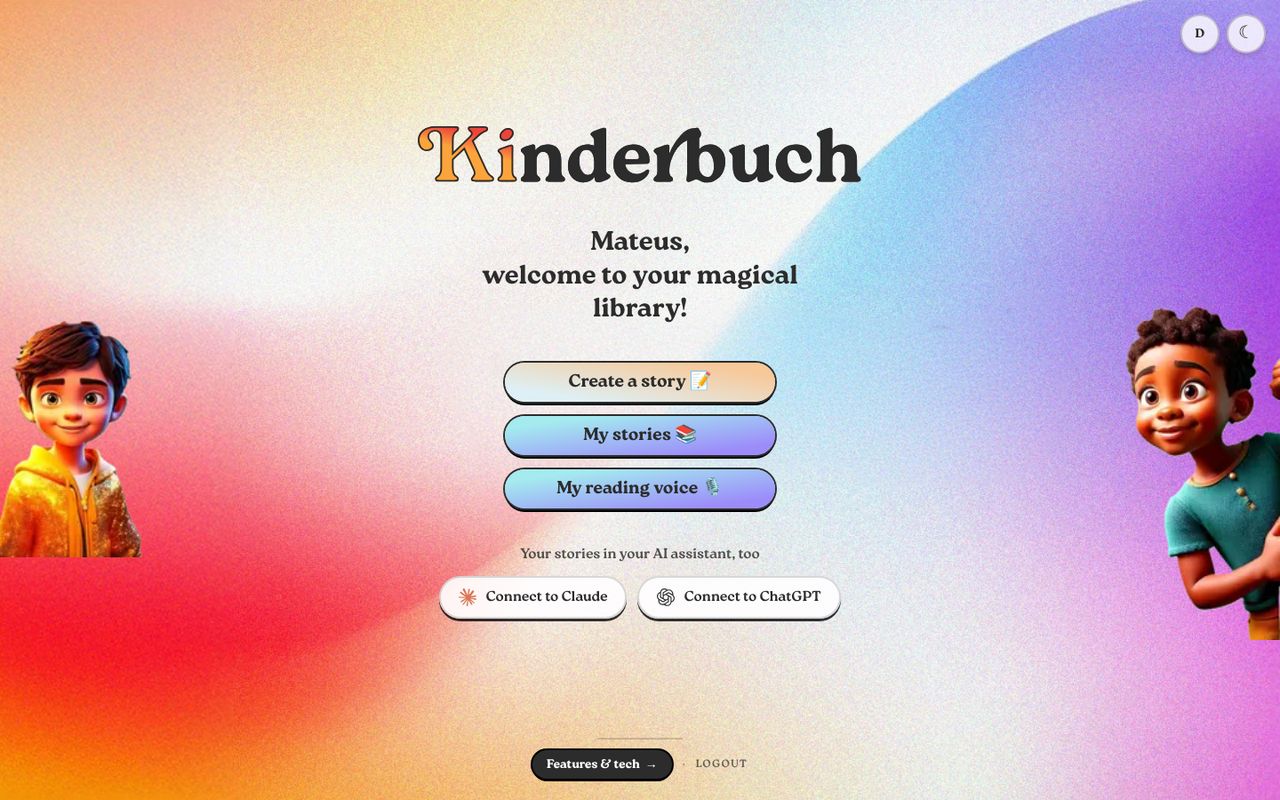 D
Kinderbuch
Mateus,
welcome to your magical
library!
Create a story 📝
My stories 📚
My reading voice 🎙️
Your stories in your AI assistant, too
Connect to Claude
Connect to ChatGPT
Features & tech → · LOGOUT